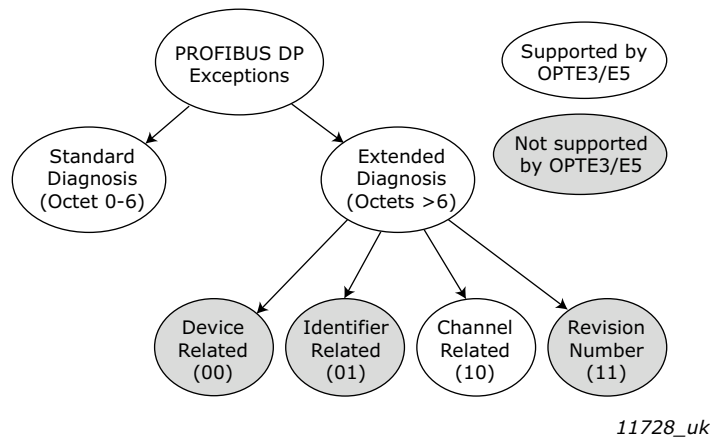 PROFIBUS DP
Exceptions
Supported by
OPTE3/E5
Not supported
by OPTE3/E5
Standard
Diagnosis
(Octet 0-6)
Extended
Diagnosis
(Octets >6)
Device
Related
(00)
Identifier
Related
(01)
Channel
Related
(10)
Revision
Number
(11)
11728_uk